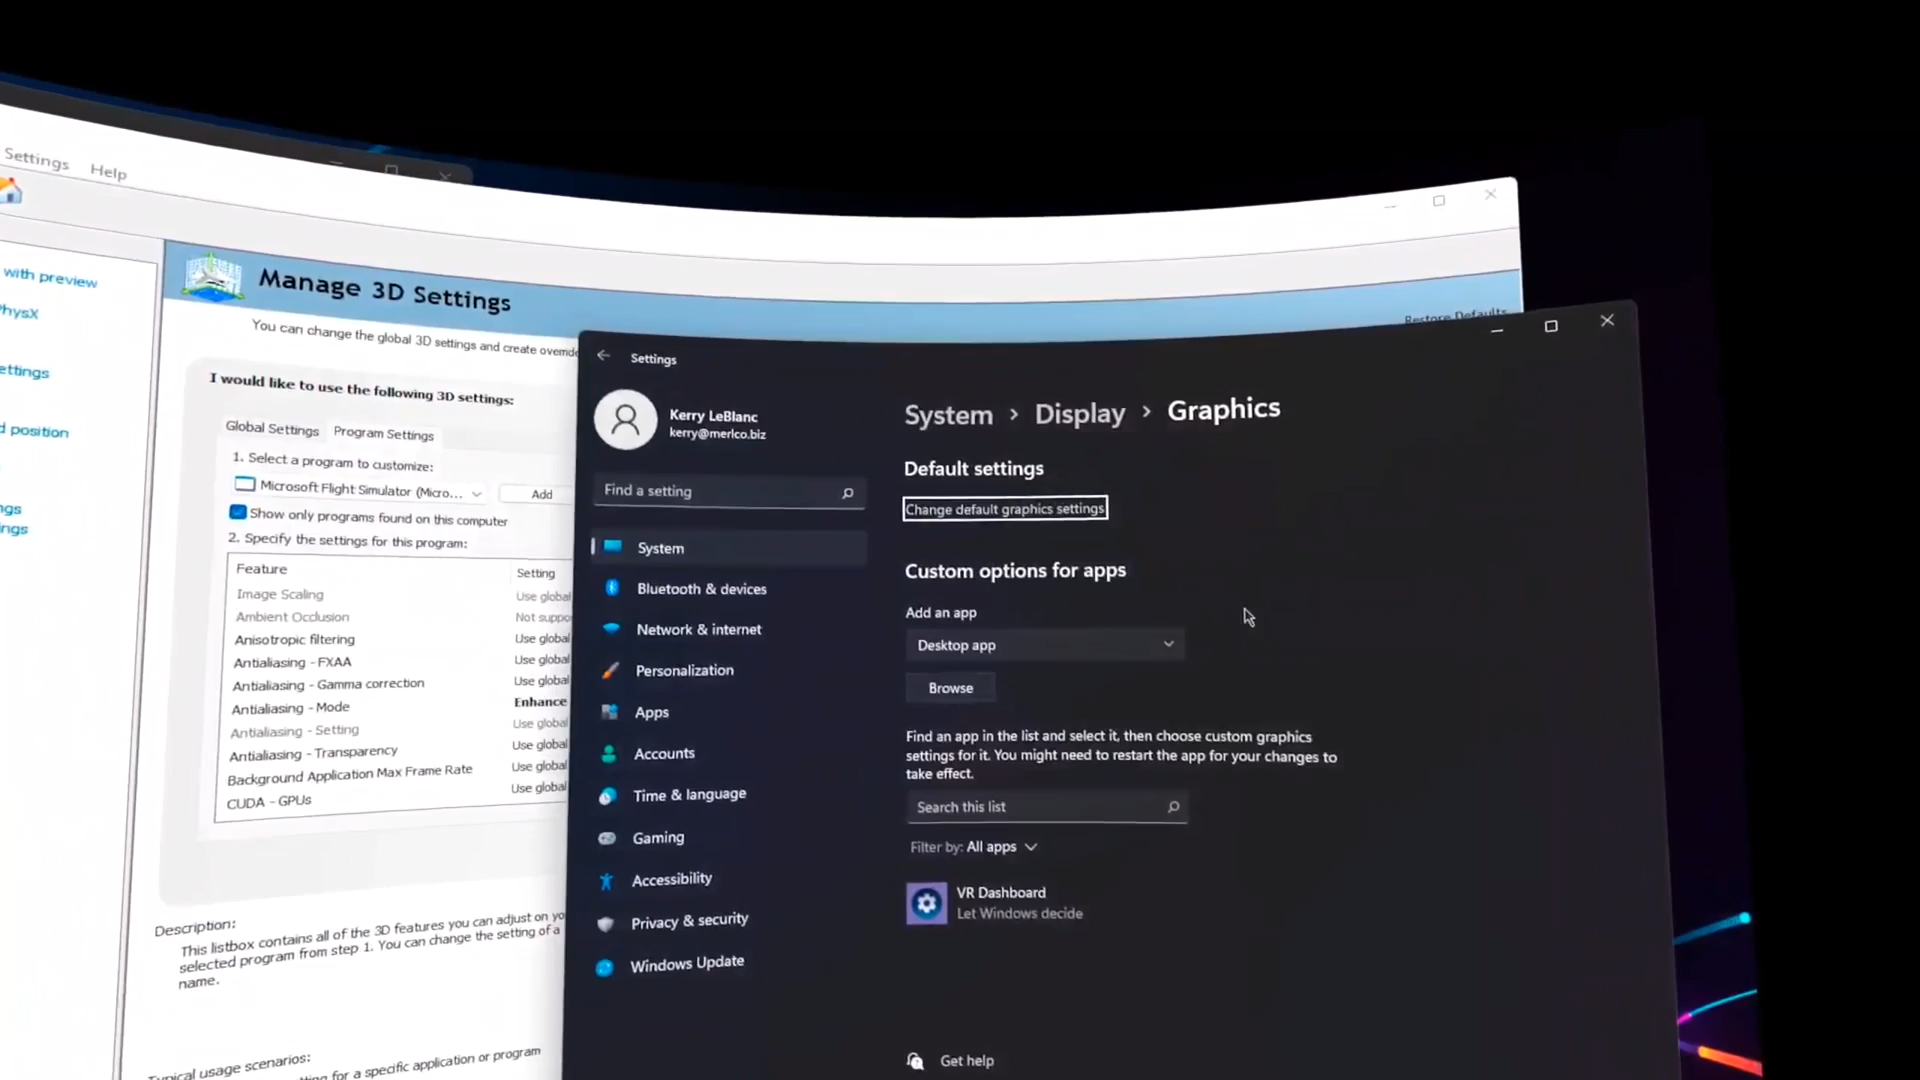 Settings Help
with preview
PhysX
ettings
d position
ngs
ings
Manage 3D Settings
Restore Defaults
You can change the global 3D settings and create override
I would like to use the following 3D settings:
Global Settings Program Settings
1. Select a program to customize:
Microsoft Flight Simulator (Micro... Add
Show only programs found on this computer
2. Specify the settings for this program:
Feature Setting
Image Scaling Use global
Ambient Occlusion Not suppo
Anisotropic filtering Use global
Antialiasing - FXAA Use global
Antialiasing - Gamma correction Use global
Antialiasing - Mode Enhance
Antialiasing - Setting Use global
Antialiasing - Transparency Use global
Background Application Max Frame Rate Use global
CUDA - GPUs Use global
Description:
This listbox contains all of the 3D features you can adjust on yo
selected program from step 1. You can change the setting of a
name.
Typical usage scenarios:
for a specific application or program
Settings
Kerry LeBlanc
kerry@merlco.biz
Find a setting
System
Bluetooth & devices
Network & internet
Personalization
Apps
Accounts
Time & language
Gaming
Accessibility
Privacy & security
Windows Update
System > Display > Graphics
Default settings
Change default graphics settings
Custom options for apps
Add an app
Desktop app
Browse
Find an app in the list and select it, then choose custom graphics
settings for it. You might need to restart the app for your changes to
take effect.
Search this list
Filter by: All apps
VR Dashboard
Let Windows decide
Get help